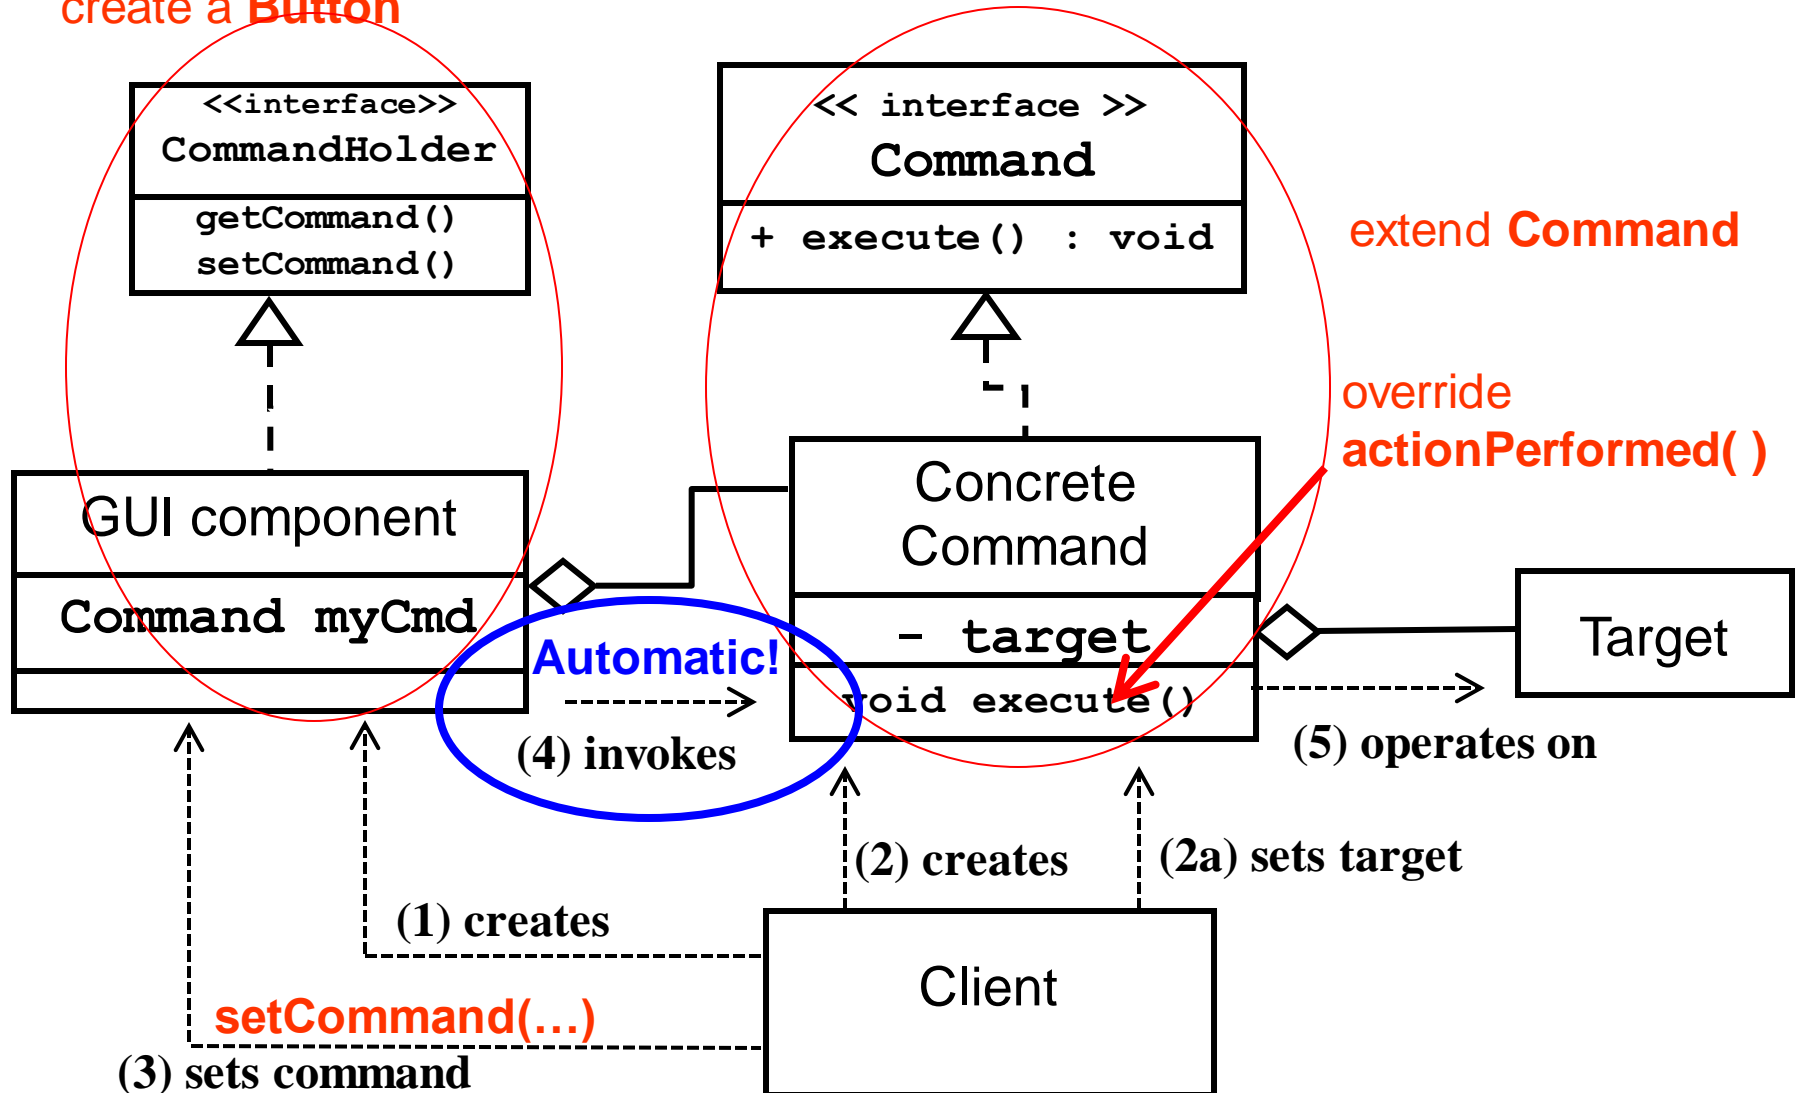 create a Button
<<interface>>
CommandHolder
getCommand()
setCommand()
<< interface >>
Command
+ execute() : void
extend Command
override
actionPerformed( )
GUI component
Command myCmd
Concrete
Command
- target
void execute()
Target
Automatic!
(4) invokes
(5) operates on
(2) creates
(2a) sets target
(1) creates
Client
setCommand(…)
(3) sets command